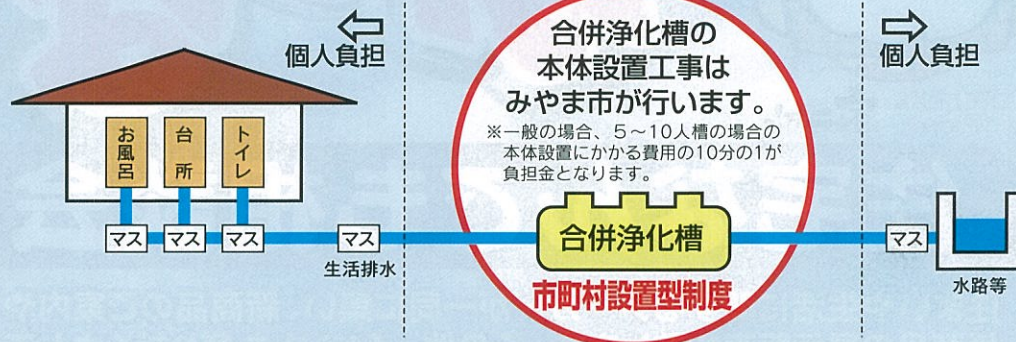 個人負担
合併浄化槽の
本体設置工事は
みやま市が行います。
※一般の場合、5~10人槽の場合の
本体設置にかかる費用の10分の1が
負担金となります。
個人負担
お風呂
台所
トイレ
マス
マス
マス
マス
生活排水
合併浄化槽
市町村設置型制度
マス
水路等